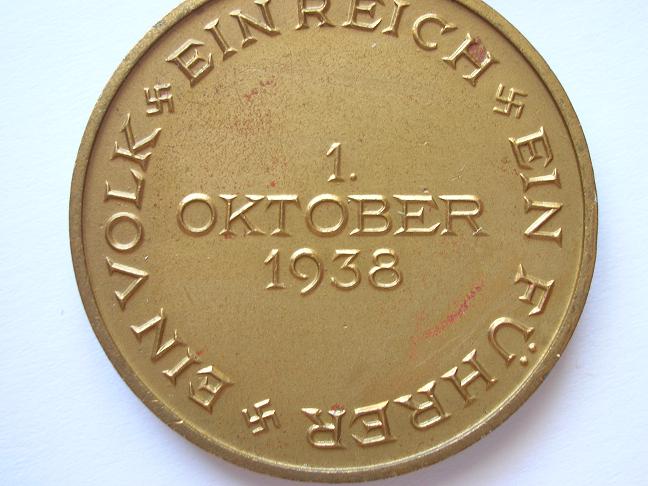 EIN VOLK EIN REICH EIN FÜHRER
1.
OKTOBER
1938